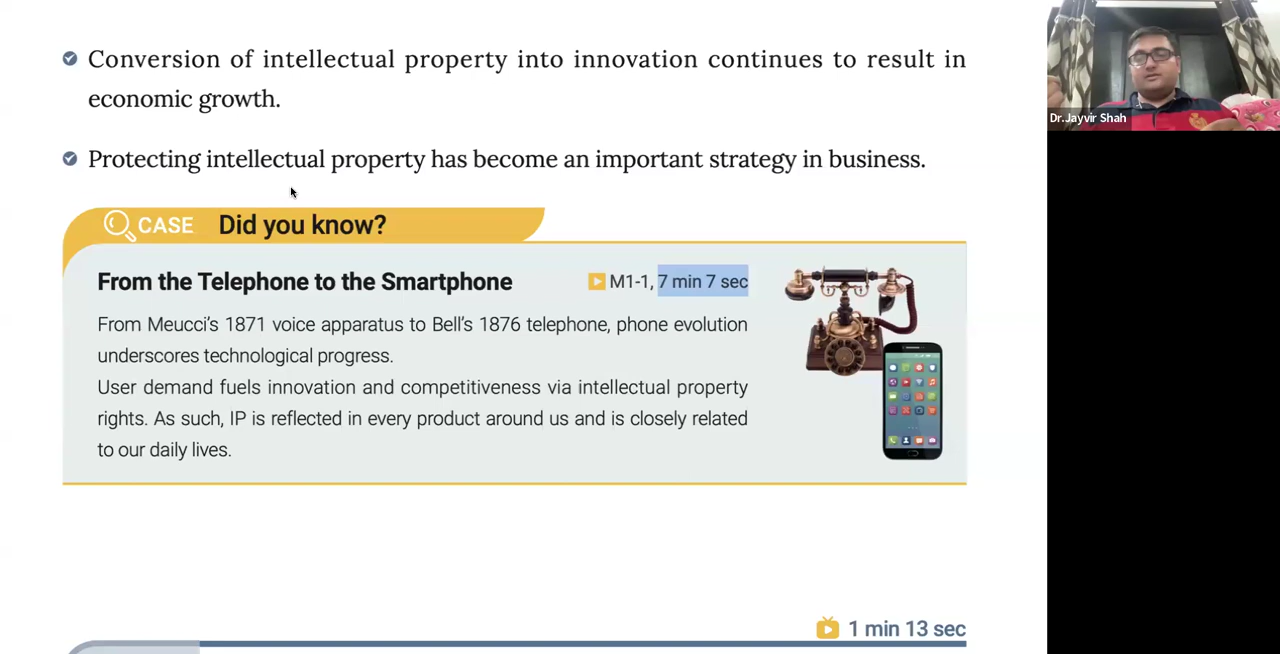 Conversion of intellectual property into innovation continues to result in
economic growth.
Protecting intellectual property has become an important strategy in business.
CASE Did you know?
From the Telephone to the Smartphone M1-1, 7 min 7 sec
From Meucci’s 1871 voice apparatus to Bell’s 1876 telephone, phone evolution
underscores technological progress.
User demand fuels innovation and competitiveness via intellectual property
rights. As such, IP is reflected in every product around us and is closely related
to our daily lives.
1 min 13 sec
Dr.Jayvir Shah